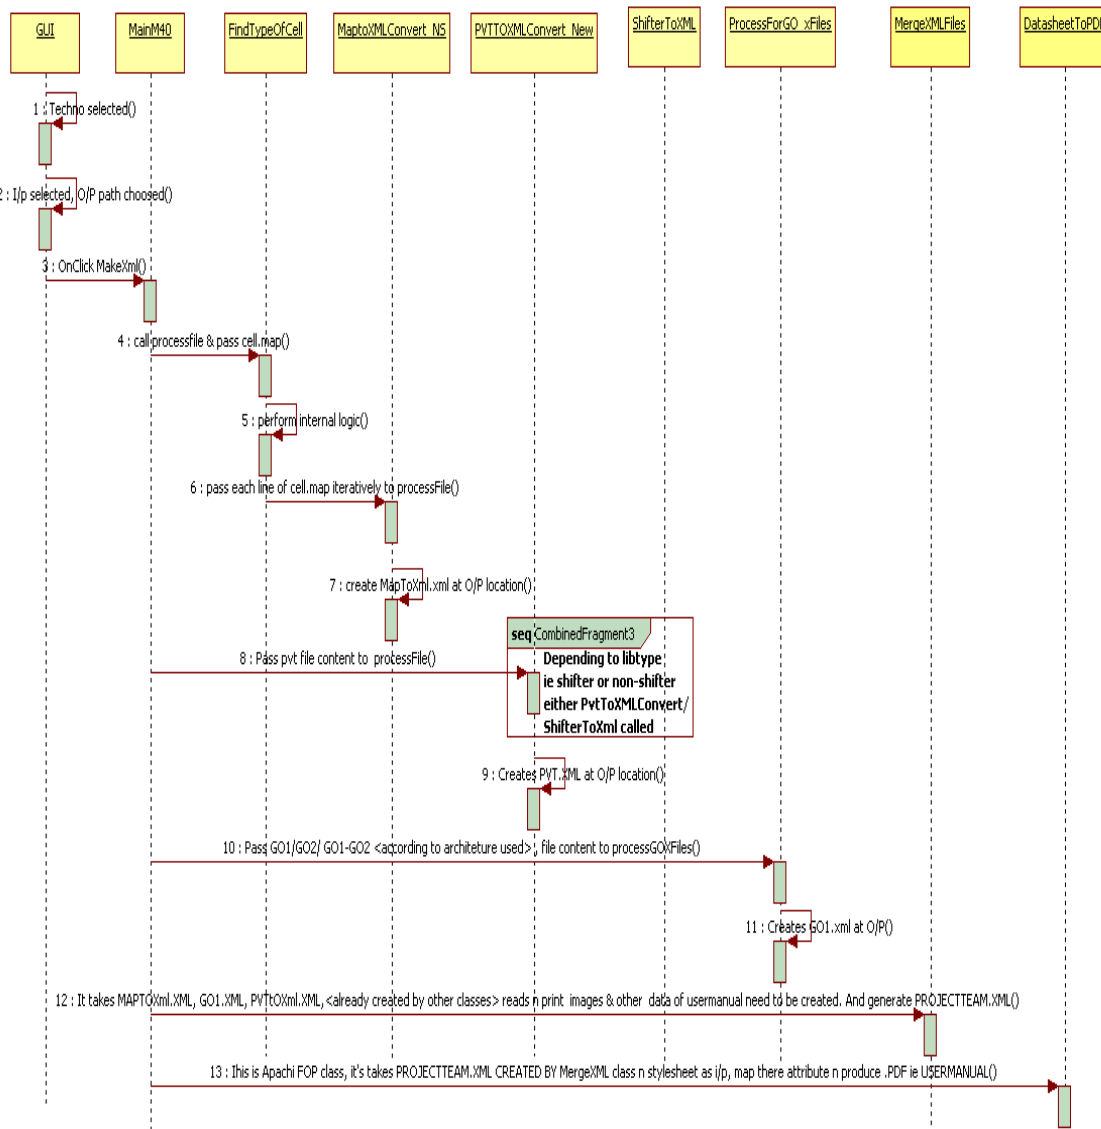 GUI
MainM40
FindTypeOfCell
MaptoXMLConvert_NS
PVTTOXMLConvert_New
ShifterToXML
ProcessForGO_xFiles
MergeXMLFiles
DatasheetToPDF
1 : Techno selected()
2 : I/p selected, O/P path choosed()
3 : OnClick MakeXml()
4 : call processfile & pass cell.map()
5 : perform internal logic()
6 : pass each line of cell.map iteratively to processFile()
7 : create MapToXml.xml at O/P location()
seq CombinedFragment3
8 : Pass pvt file content to processFile()
Depending to libtype
ie shifter or non-shifter
either PvtToXMLConvert/
ShifterToXml called
9 : Creates PVT.XML at O/P location()
10 : Pass GO1/GO2/ GO1-GO2 <according to architeture used> , file content to processGOXFiles()
11 : Creates GO1.xml at O/P()
12 : It takes MAPTOXml.XML, GO1.XML, PVTtOXml.XML,<already created by other classes> reads n print images & other data of usermanual need to be created. And generate PROJECTTEAM.XML()
13 : Ihis is Apachi FOP class, it's takes PROJECTTEAM.XML CREATED BY MergeXML class n stylesheet as i/p, map there attribute n produce .PDF ie USERMANUAL()